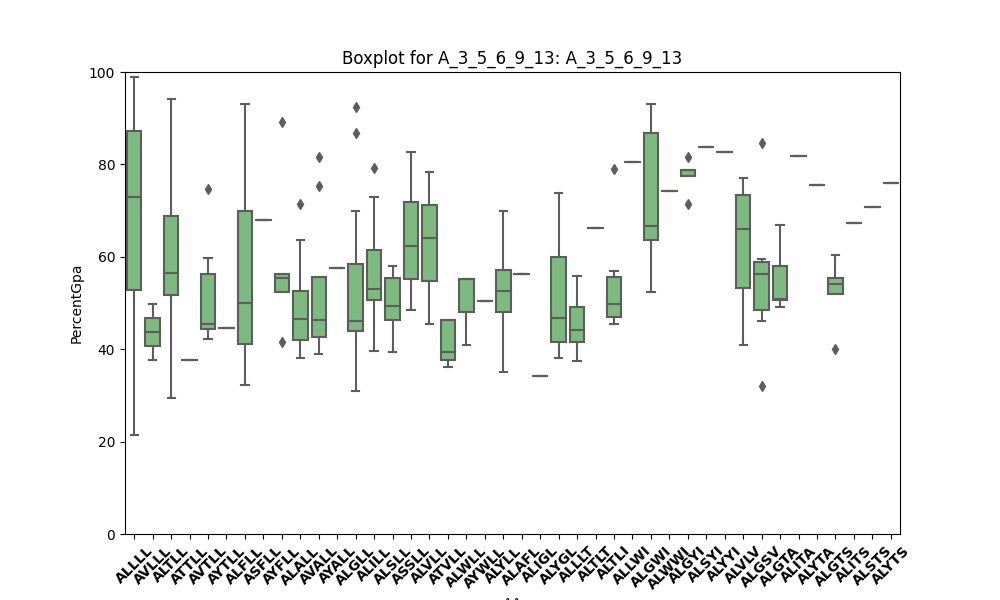 Boxplot for A_3_5_6_9_13: A_3_5_6_9_13
100
80
60
40
20
0
PercentGpa
ALLLL
AVLLL
ALTLL
ATTLL
AVTLL
AYTLL
ALFLL
ASFLL
AYFLL
ALALL
AVALL
AYALL
ALGLL
ALILL
ALSLL
ASSLL
ALVLL
ATVLL
ALWLL
AYWLL
ALYLL
ALAFL
ALIGL
ALYGL
ALLLT
ALTLT
ALTLI
ALLWI
ALGWI
ALWWI
ALGYI
ALSYI
ALYYI
ALVLV
ALGSV
ALGTA
ALITA
ALYTA
ALGTS
ALITS
ALSTS
ALYTS